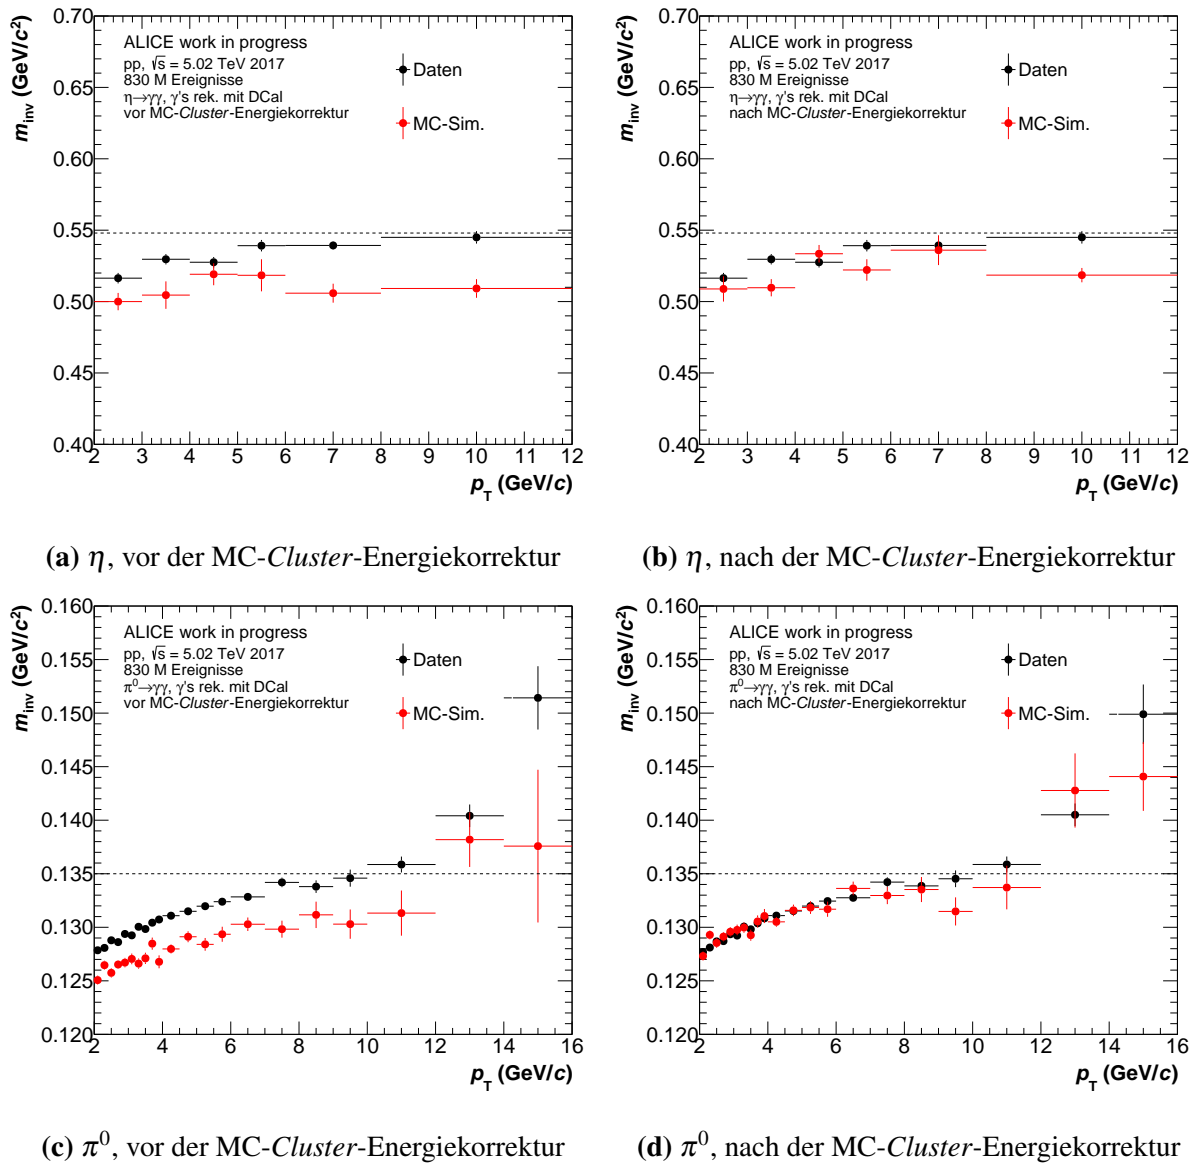 0.70
0.65
0.60
0.55
0.50
0.45
0.40
m_inv (GeV/c²)
ALICE work in progress
pp, √s = 5.02 TeV 2017
830 M Ereignisse
η→γγ, γ's rek. mit DCal
vor MC-Cluster-Energiekorrektur
Daten
MC-Sim.
2 3 4 5 6 7 8 9 10 11 12
p_T (GeV/c)
(a) η, vor der MC-Cluster-Energiekorrektur
0.70
0.65
0.60
0.55
0.50
0.45
0.40
m_inv (GeV/c²)
ALICE work in progress
pp, √s = 5.02 TeV 2017
830 M Ereignisse
η→γγ, γ's rek. mit DCal
nach MC-Cluster-Energiekorrektur
Daten
MC-Sim.
2 3 4 5 6 7 8 9 10 11 12
p_T (GeV/c)
(b) η, nach der MC-Cluster-Energiekorrektur
0.160
0.155
0.150
0.145
0.140
0.135
0.130
0.125
0.120
m_inv (GeV/c²)
ALICE work in progress
pp, √s = 5.02 TeV 2017
830 M Ereignisse
π⁰→γγ, γ's rek. mit DCal
vor MC-Cluster-Energiekorrektur
Daten
MC-Sim.
2 4 6 8 10 12 14 16
p_T (GeV/c)
(c) π⁰, vor der MC-Cluster-Energiekorrektur
0.160
0.155
0.150
0.145
0.140
0.135
0.130
0.125
0.120
m_inv (GeV/c²)
ALICE work in progress
pp, √s = 5.02 TeV 2017
830 M Ereignisse
π⁰→γγ, γ's rek. mit DCal
nach MC-Cluster-Energiekorrektur
Daten
MC-Sim.
2 4 6 8 10 12 14 16
p_T (GeV/c)
(d) π⁰, nach der MC-Cluster-Energiekorrektur